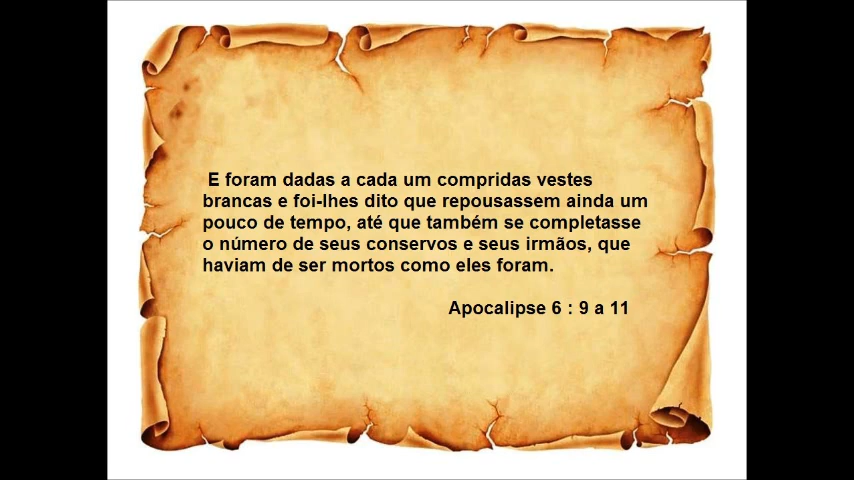 E foram dadas a cada um compridas vestes
brancas e foi-lhes dito que repousassem ainda um
pouco de tempo, até que também se completasse
o número de seus conservos e seus irmãos, que
haviam de ser mortos como eles foram.
Apocalipse 6 : 9 a 11